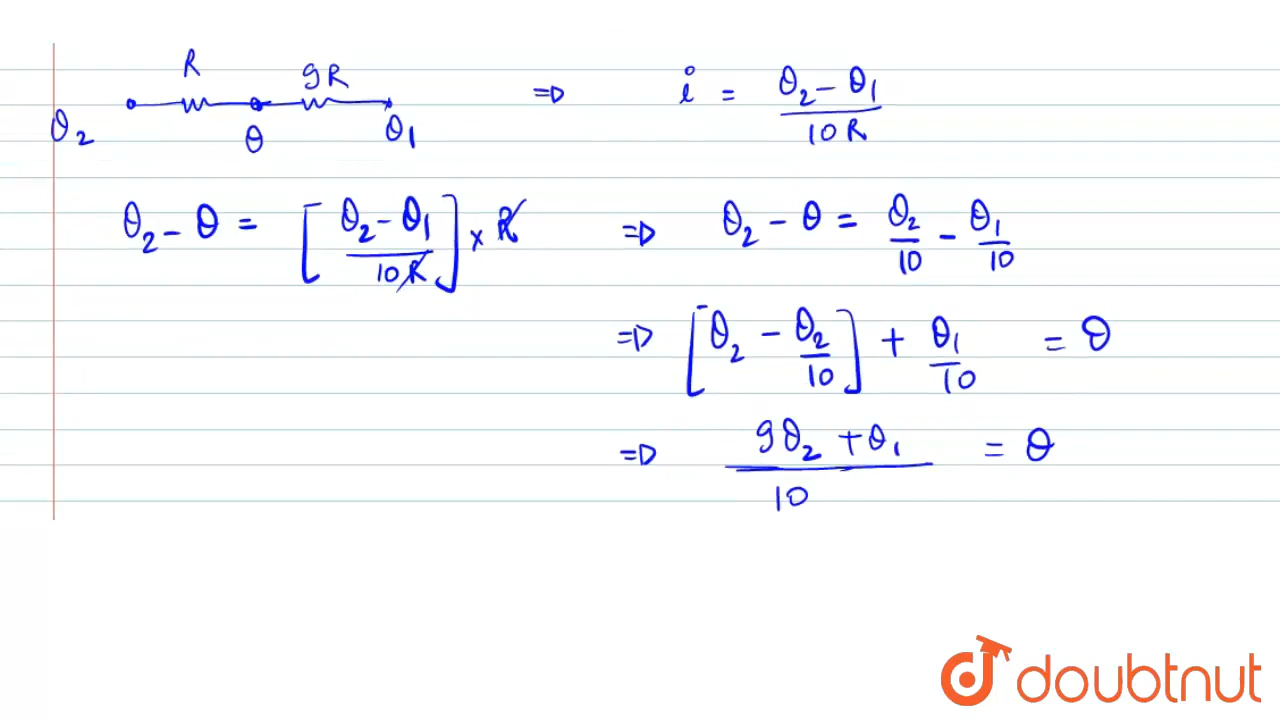 R 9R ⇒ i = (θ₂ − θ₁)/(10R)
θ₂ θ θ₁
θ₂ − θ = [(θ₂ − θ₁)/(10R)] × R ⇒ θ₂ − θ = θ₂/10 − θ₁/10
⇒ [θ₂ − θ₂/10] + θ₁/10 = θ
⇒ (9θ₂ + θ₁)/10 = θ
doubtnut